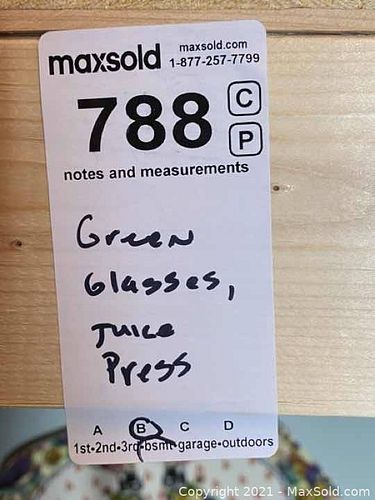 maxsold maxsold.com
1-877-257-7799
788 C
P
notes and measurements
Green
Glasses,
Juice
Press
A B C D
1st•2nd•3rd•bsmt•garage•outdoors
Copyright 2021 - MaxSold.com